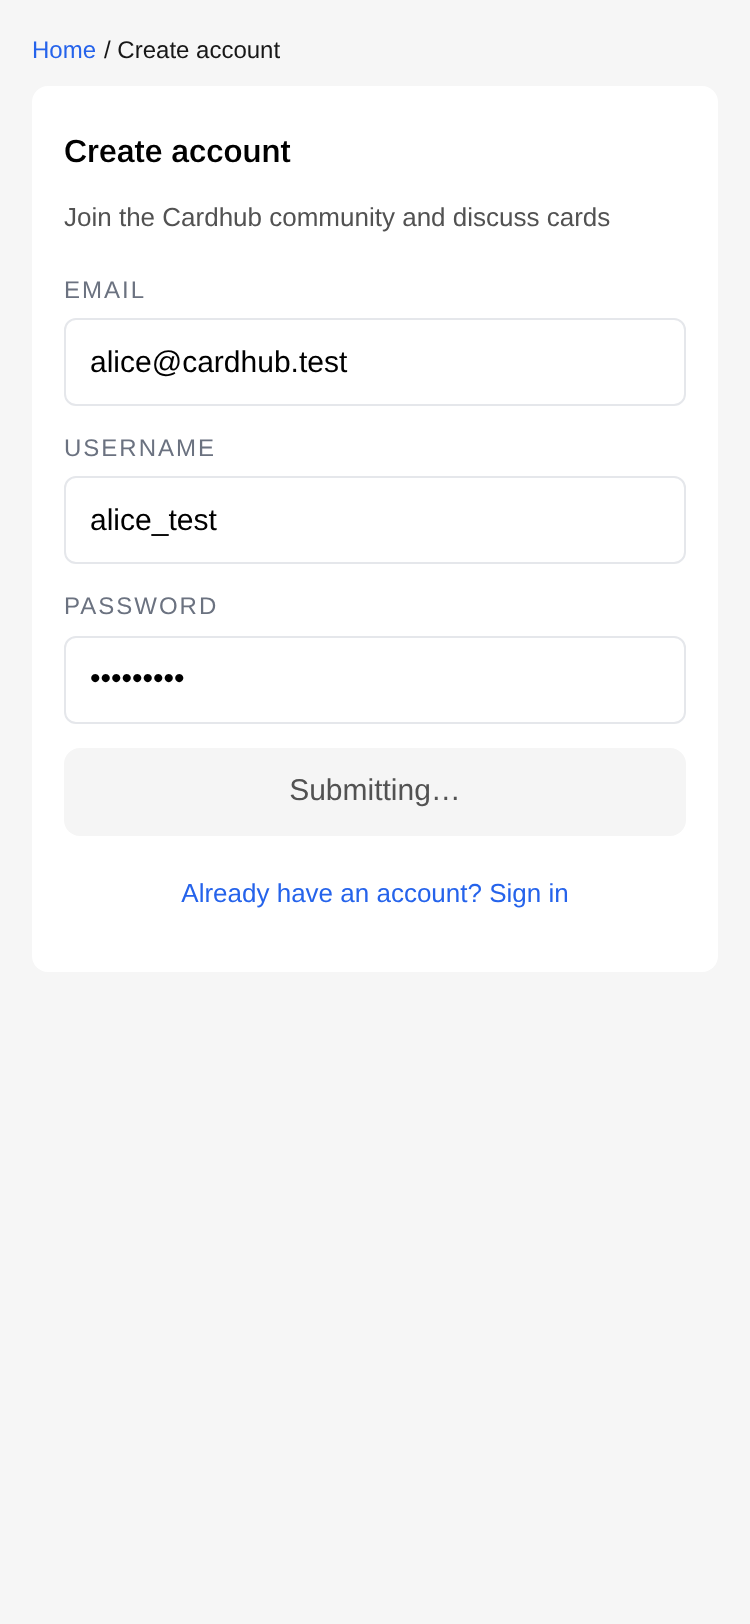 Home / Create account
Create account
Join the Cardhub community and discuss cards
EMAIL
alice@cardhub.test
USERNAME
alice_test
PASSWORD
•••••••••
Submitting…
Already have an account? Sign in